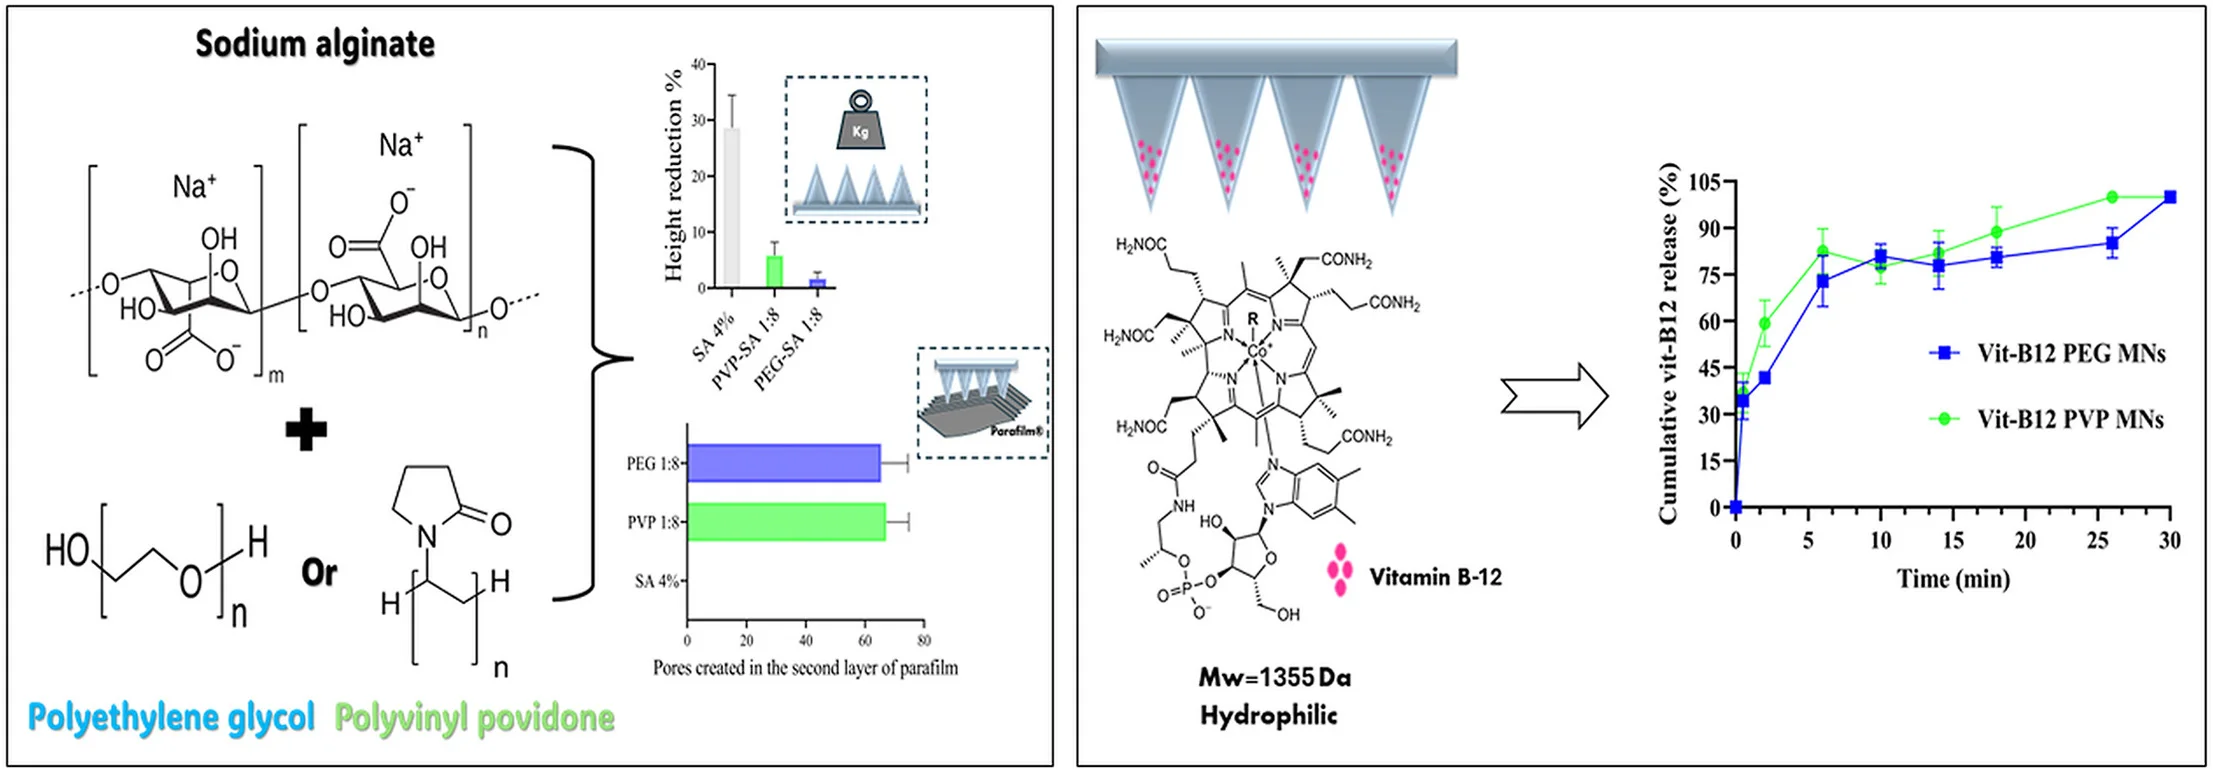 Sodium alginate
Na⁺
Na⁺
O⁻
O
OH
OH
O
O
O
O
O
HO
HO
n
O
O⁻
m
HO
O
H
n
Or
N
O
H
H
n
Polyethylene glycol
Polyvinyl povidone
Height reduction %
40
30
20
10
0
SA 4%
PVP-SA 1:8
PEG-SA 1:8
Kg
Parafilm®
PEG 1:8
PVP 1:8
SA 4%
0 20 40 60 80
Pores created in the second layer of parafilm
H₂NOC
CONH₂
CONH₂
H₂NOC
R
N
N
Co⁺
N
N
H₂NOC
CONH₂
O
NH
N
N
HO
O
O
O
P
O
O⁻
OH
Vitamin B-12
Mw=1355 Da
Hydrophilic
Cumulative vit-B12 release (%)
105
90
75
60
45
30
15
0
0 5 10 15 20 25 30
Time (min)
Vit-B12 PEG MNs
Vit-B12 PVP MNs